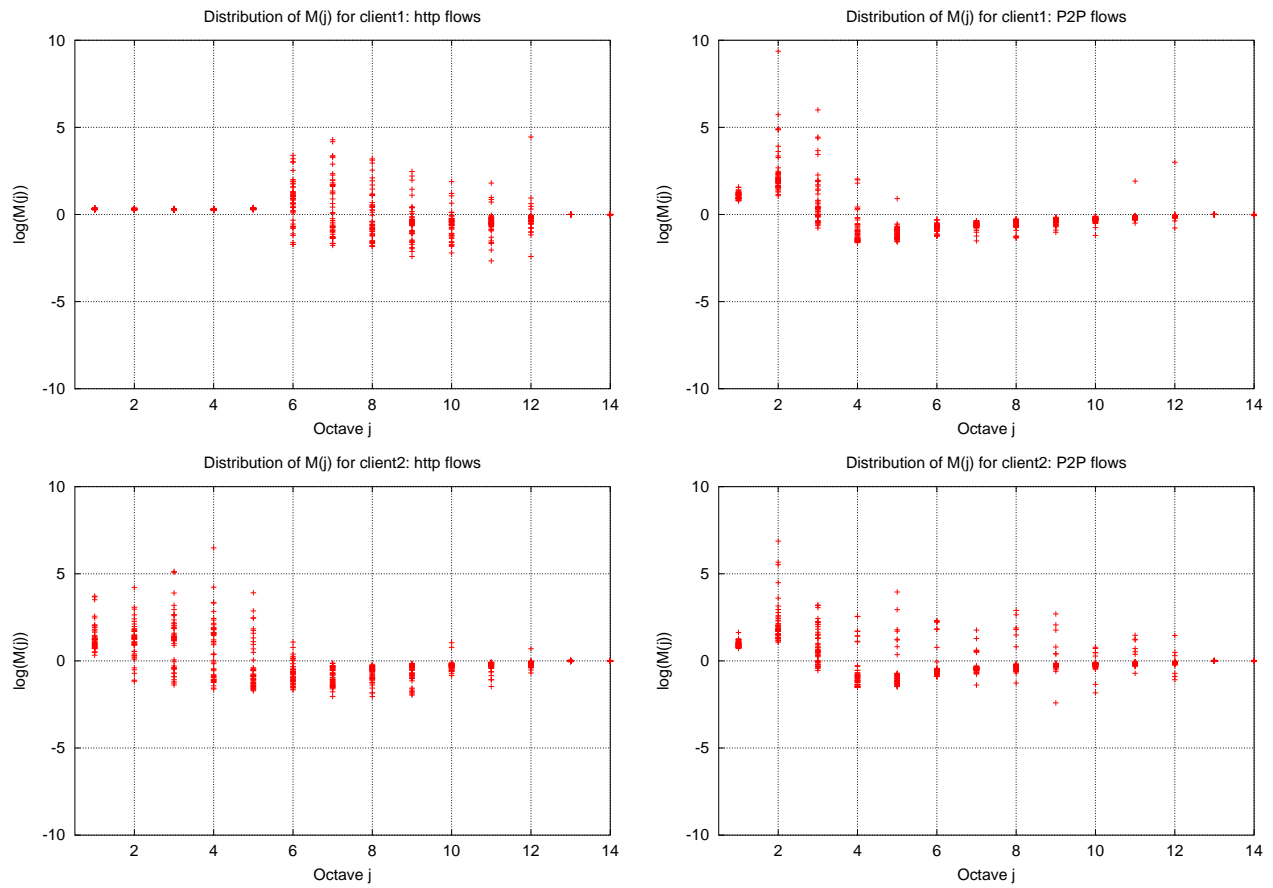 Distribution of M(j) for client1: http flows
10
5
0
-5
-10
log(M(j))
2 4 6 8 10 12 14
Octave j
Distribution of M(j) for client1: P2P flows
10
5
0
-5
-10
log(M(j))
2 4 6 8 10 12 14
Octave j
Distribution of M(j) for client2: http flows
10
5
0
-5
-10
log(M(j))
2 4 6 8 10 12 14
Octave j
Distribution of M(j) for client2: P2P flows
10
5
0
-5
-10
log(M(j))
2 4 6 8 10 12 14
Octave j